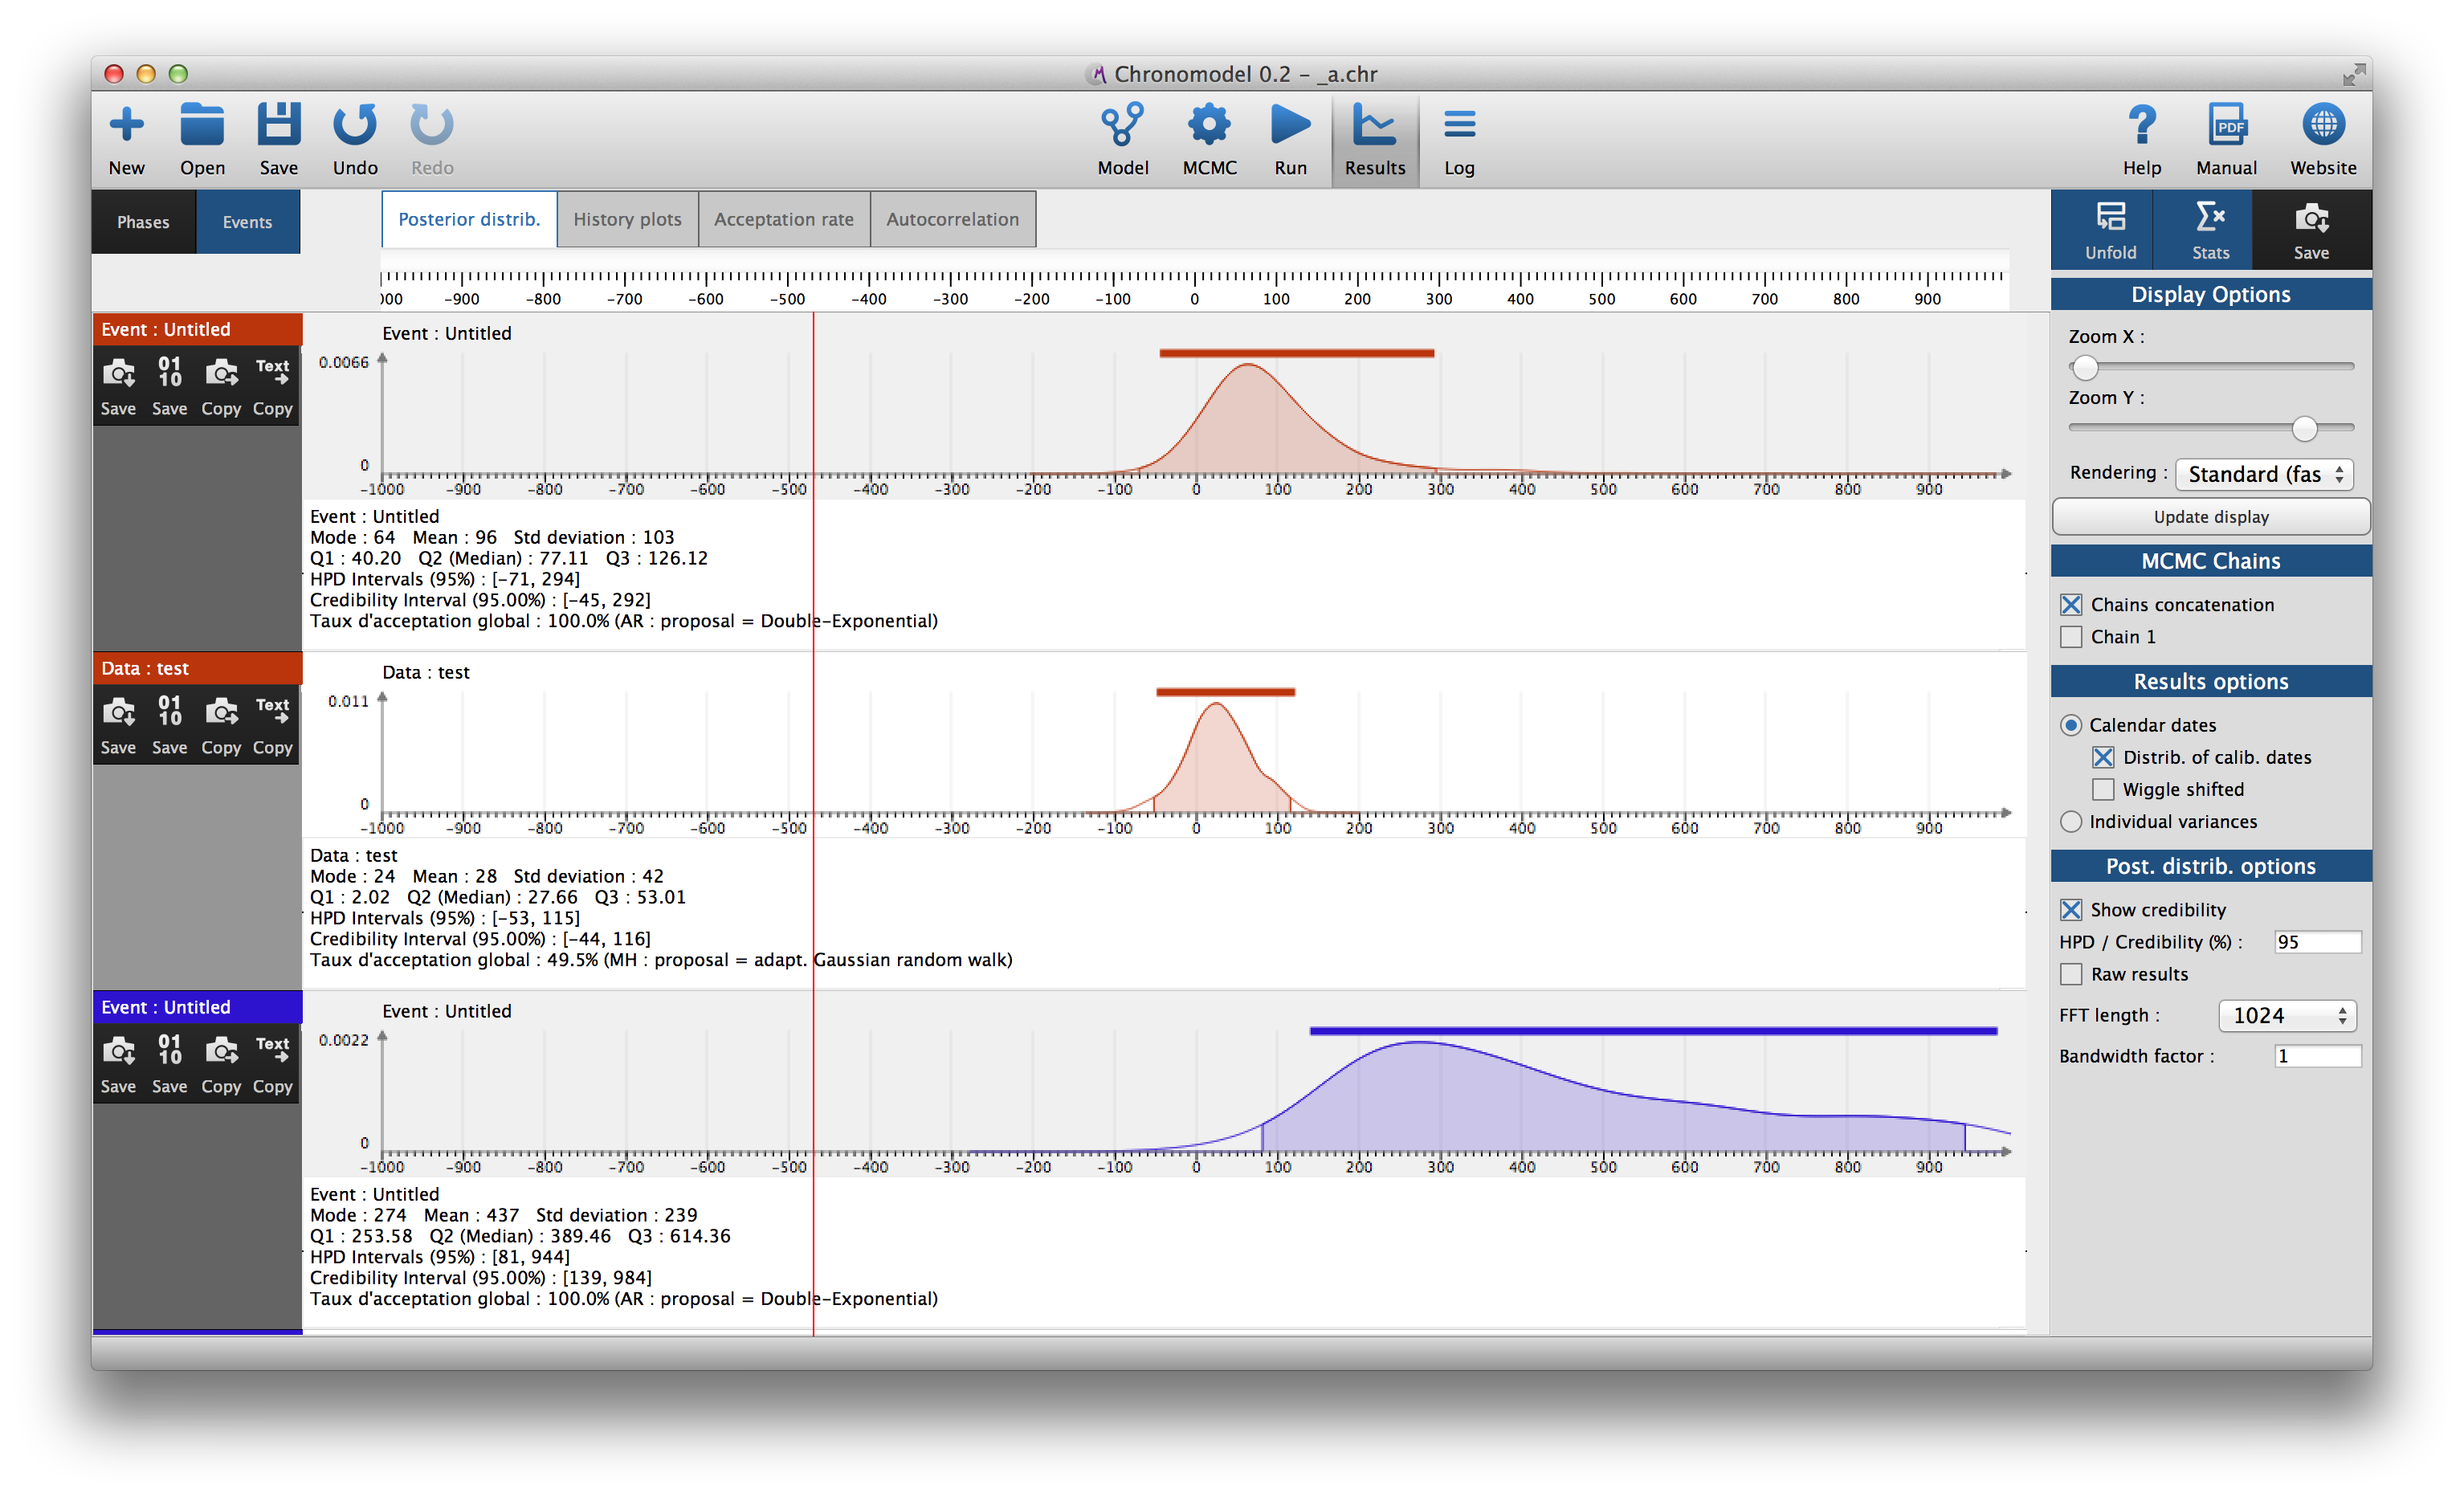 Chronomodel 0.2 – _a.chr
New Open Save Undo Redo Model MCMC Run Results Log Help PDF Manual Website
Phases Events Posterior distrib. History plots Acceptation rate Autocorrelation Unfold Stats Save
-900 -800 -700 -600 -500 -400 -300 -200 -100 0 100 200 300 400 500 600 700 800 900
Event : Untitled
01 10 Text
Save Save Copy Copy
Event : Untitled
0.0066
0
-1000 -900 -800 -700 -600 -500 -400 -300 -200 -100 0 100 200 300 400 500 600 700 800 900
Event : Untitled
Mode : 64 Mean : 96 Std deviation : 103
Q1 : 40.20 Q2 (Median) : 77.11 Q3 : 126.12
HPD Intervals (95%) : [-71, 294]
Credibility Interval (95.00%) : [-45, 292]
Taux d'acceptation global : 100.0% (AR : proposal = Double-Exponential)
Data : test
01 10 Text
Save Save Copy Copy
Data : test
0.011
0
-1000 -900 -800 -700 -600 -500 -400 -300 -200 -100 0 100 200 300 400 500 600 700 800 900
Data : test
Mode : 24 Mean : 28 Std deviation : 42
Q1 : 2.02 Q2 (Median) : 27.66 Q3 : 53.01
HPD Intervals (95%) : [-53, 115]
Credibility Interval (95.00%) : [-44, 116]
Taux d'acceptation global : 49.5% (MH : proposal = adapt. Gaussian random walk)
Event : Untitled
01 10 Text
Save Save Copy Copy
Event : Untitled
0.0022
0
-1000 -900 -800 -700 -600 -500 -400 -300 -200 -100 0 100 200 300 400 500 600 700 800 900
Event : Untitled
Mode : 274 Mean : 437 Std deviation : 239
Q1 : 253.58 Q2 (Median) : 389.46 Q3 : 614.36
HPD Intervals (95%) : [81, 944]
Credibility Interval (95.00%) : [139, 984]
Taux d'acceptation global : 100.0% (AR : proposal = Double-Exponential)
Display Options
Zoom X :
Zoom Y :
Rendering : Standard (fas
Update display
MCMC Chains
Chains concatenation
Chain 1
Results options
Calendar dates
Distrib. of calib. dates
Wiggle shifted
Individual variances
Post. distrib. options
Show credibility
HPD / Credibility (%) : 95
Raw results
FFT length : 1024
Bandwidth factor : 1